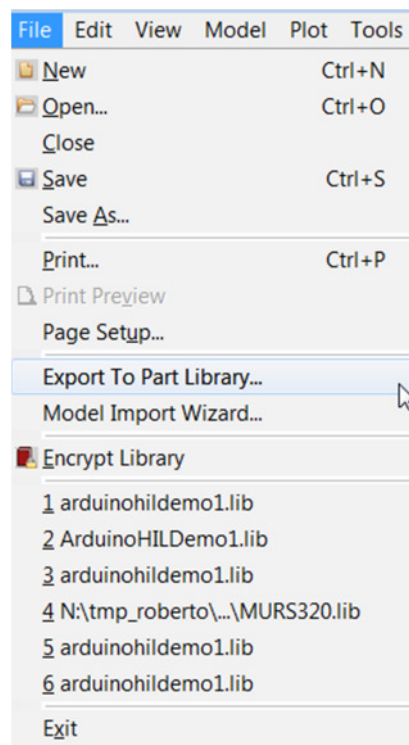 File Edit View Model Plot Tools
New Ctrl+N
Open... Ctrl+O
Close
Save Ctrl+S
Save As...
Print... Ctrl+P
Print Preview
Page Setup...
Export To Part Library...
Model Import Wizard...
Encrypt Library
1 arduinohildemo1.lib
2 ArduinoHILDemo1.lib
3 arduinohildemo1.lib
4 N:\tmp_roberto\...\MURS320.lib
5 arduinohildemo1.lib
6 arduinohildemo1.lib
Exit